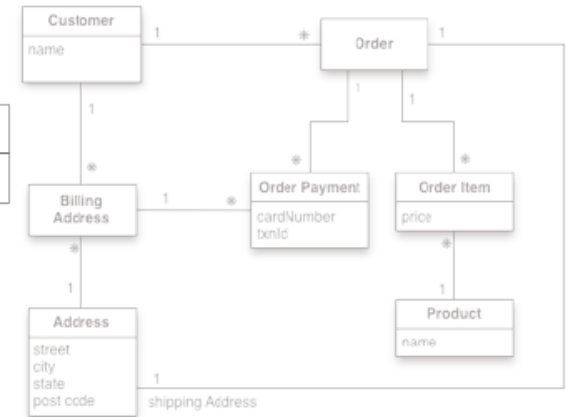 Customer
name
1
*
Order
1
1
1
1
*
*
*
Billing
Address
1
*
Order Payment
cardNumber
txnId
Order Item
price
*
1
*
1
Product
name
Address
street
city
state
post code
1
shipping Address